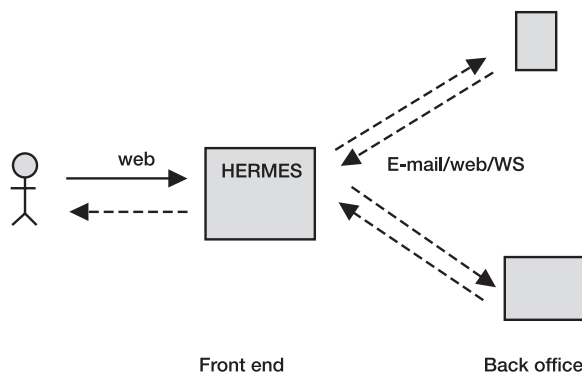 web
HERMES
E-mail/web/WS
Front end
Back office